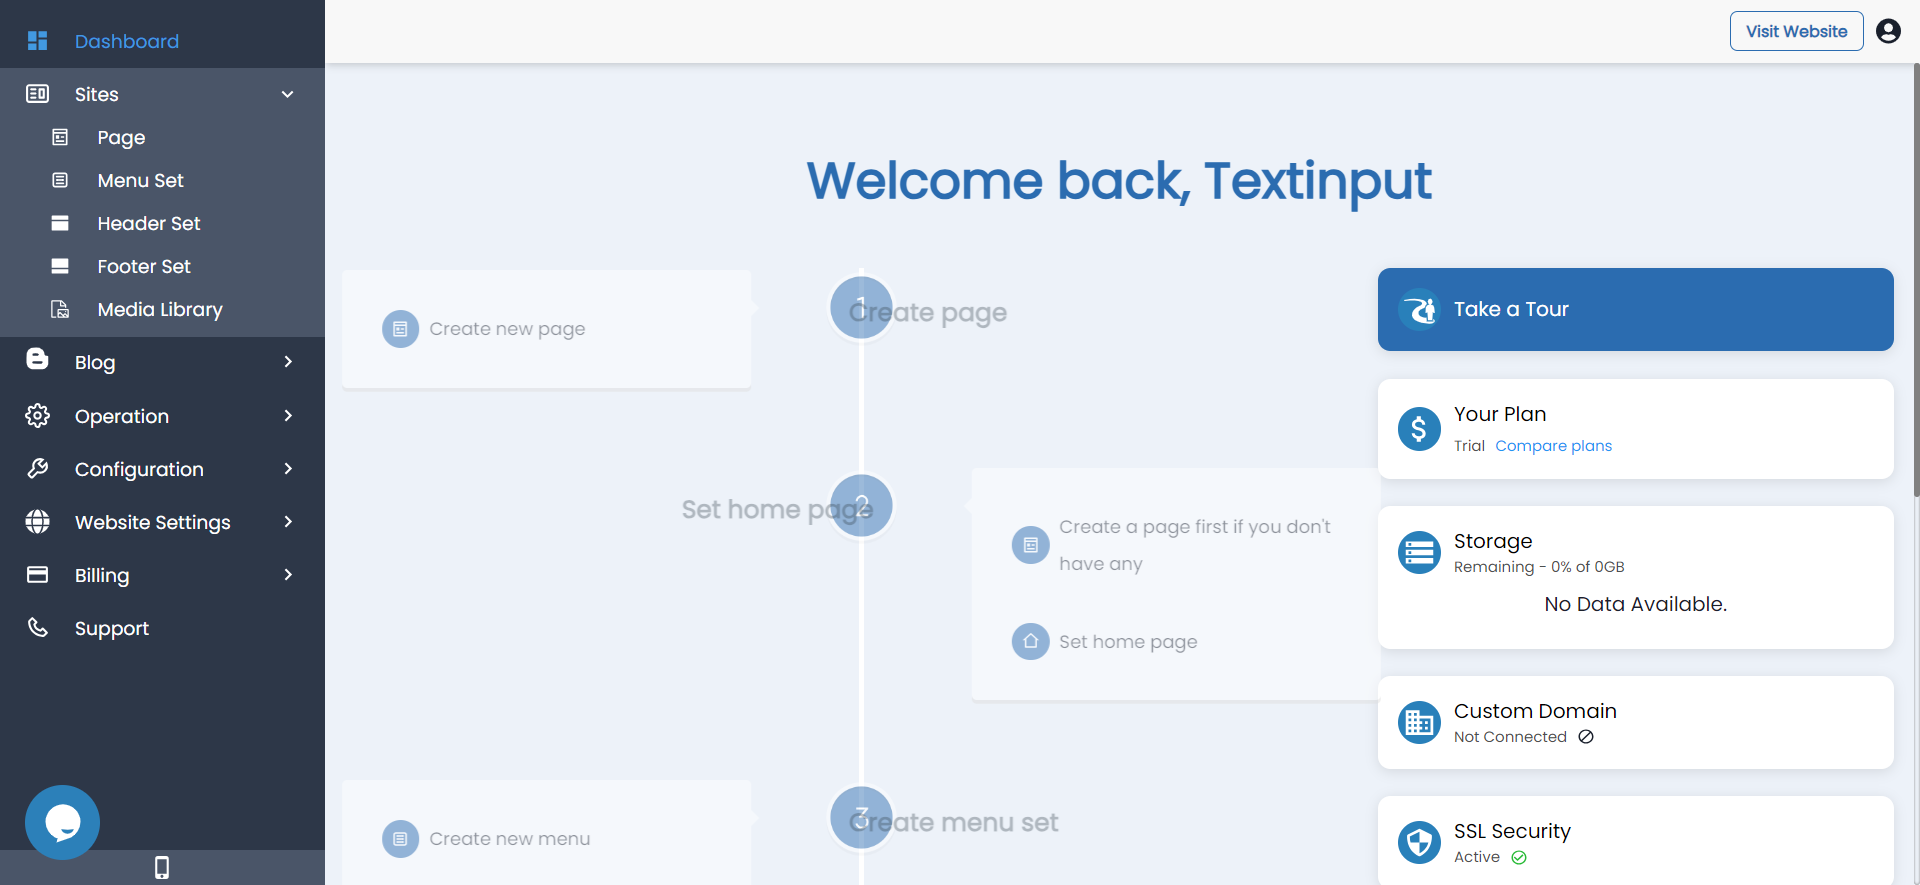 Dashboard
Sites
Page
Menu Set
Header Set
Footer Set
Media Library
Blog
Operation
Configuration
Website Settings
Billing
Support
Visit Website
Welcome back, Textinput
Create new page
1
Create page
Set home page
2
Create a page first if you don't
have any
Set home page
Create new menu
3
Create menu set
Take a Tour
Your Plan
Trial Compare plans
Storage
Remaining - 0% of 0GB
No Data Available.
Custom Domain
Not Connected
SSL Security
Active